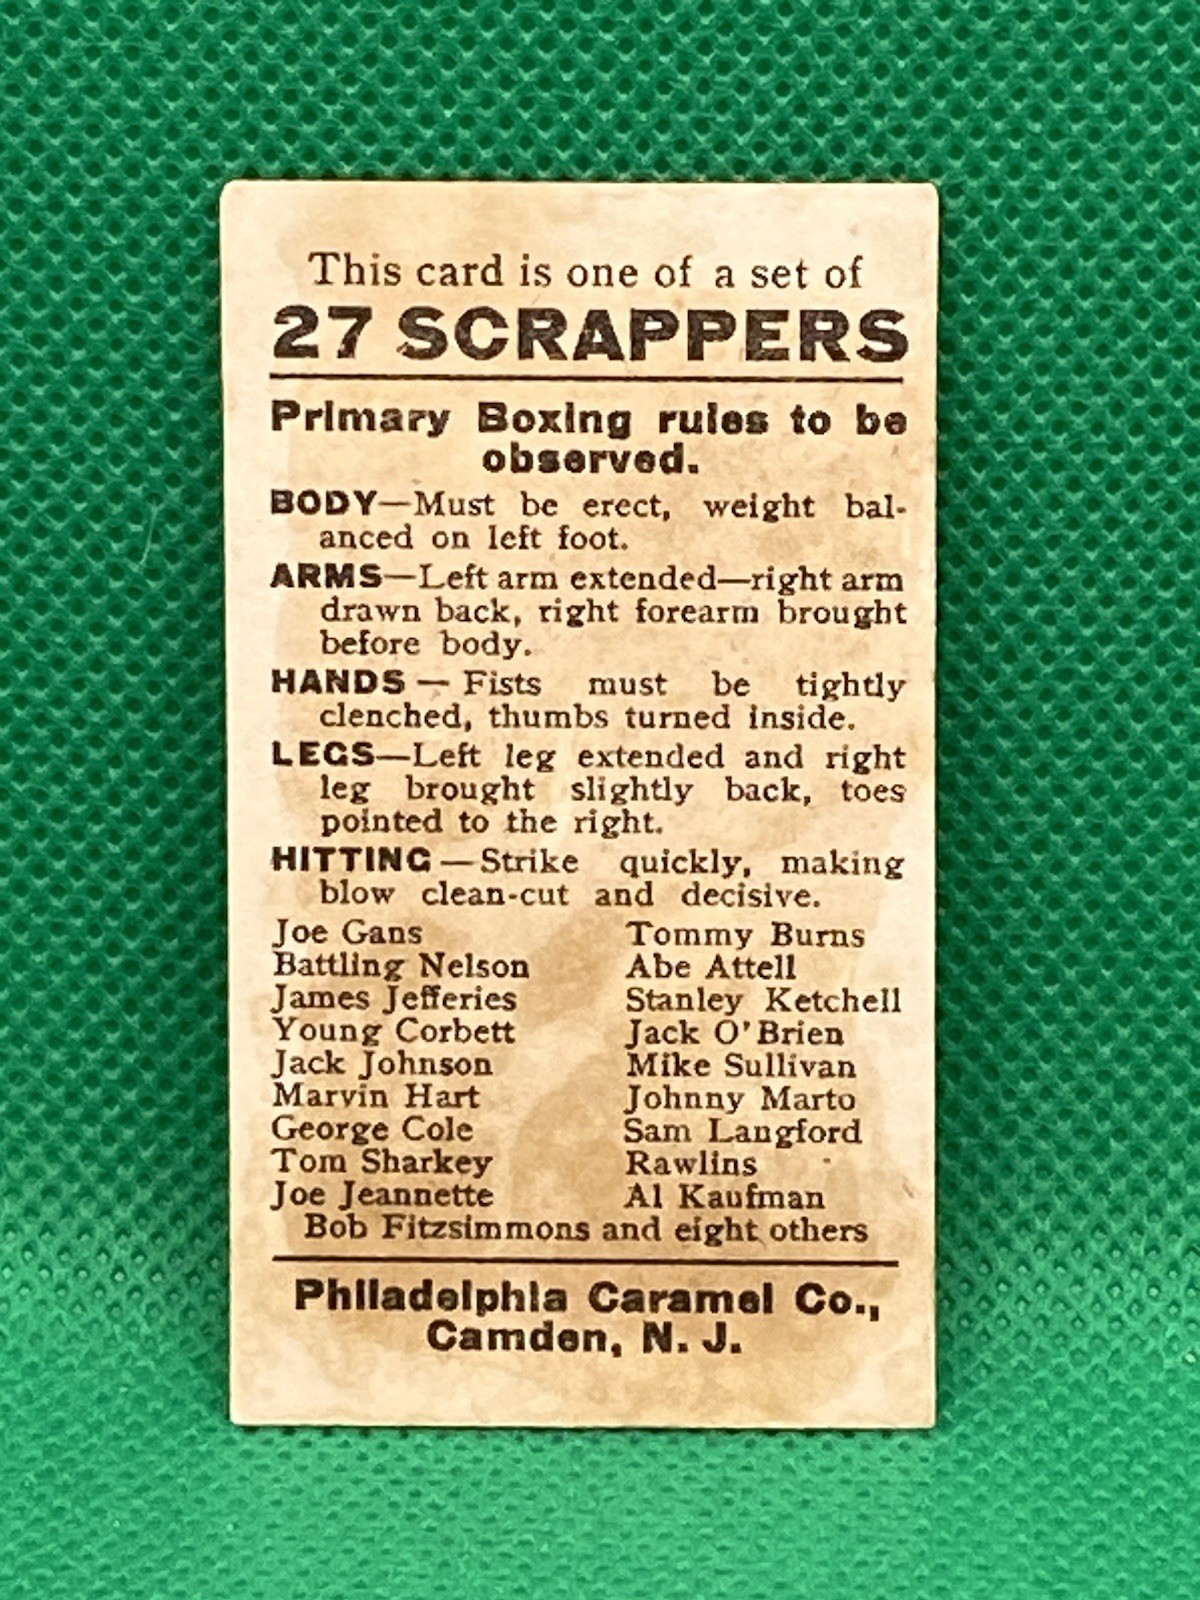 This card is one of a set of
27 SCRAPPERS
Primary Boxing rules to be
observed.
BODY—Must be erect, weight bal-
anced on left foot.
ARMS—Left arm extended—right arm
drawn back, right forearm brought
before body.
HANDS — Fists must be tightly
clenched, thumbs turned inside.
LEGS—Left leg extended and right
leg brought slightly back, toes
pointed to the right.
HITTING — Strike quickly, making
blow clean-cut and decisive.
Joe Gans Tommy Burns
Battling Nelson Abe Attell
James Jefferies Stanley Ketchell
Young Corbett Jack O'Brien
Jack Johnson Mike Sullivan
Marvin Hart Johnny Marto
George Cole Sam Langford
Tom Sharkey Rawlins
Joe Jeannette Al Kaufman
Bob Fitzsimmons and eight others
Philadelphia Caramel Co.,
Camden, N. J.